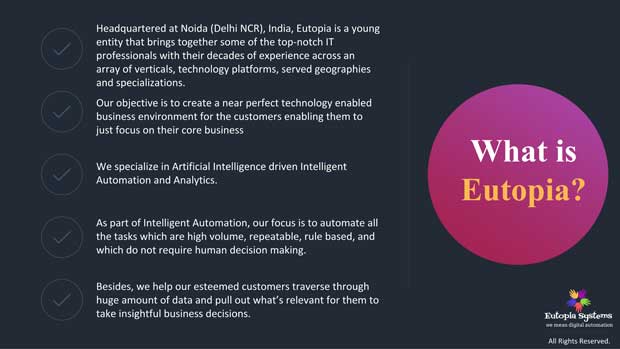 Headquartered at Noida (Delhi NCR), India, Eutopia is a young
entity that brings together some of the top-notch IT
professionals with their decades of experience across an
array of verticals, technology platforms, served geographies
and specializations.
Our objective is to create a near perfect technology enabled
business environment for the customers enabling them to
just focus on their core business
We specialize in Artificial Intelligence driven Intelligent
Automation and Analytics.
As part of Intelligent Automation, our focus is to automate all
the tasks which are high volume, repeatable, rule based, and
which do not require human decision making.
Besides, we help our esteemed customers traverse through
huge amount of data and pull out what's relevant for them to
take insightful business decisions.
What is
Eutopia?
Eutopia Systems
we mean digital automation
All Rights Reserved.